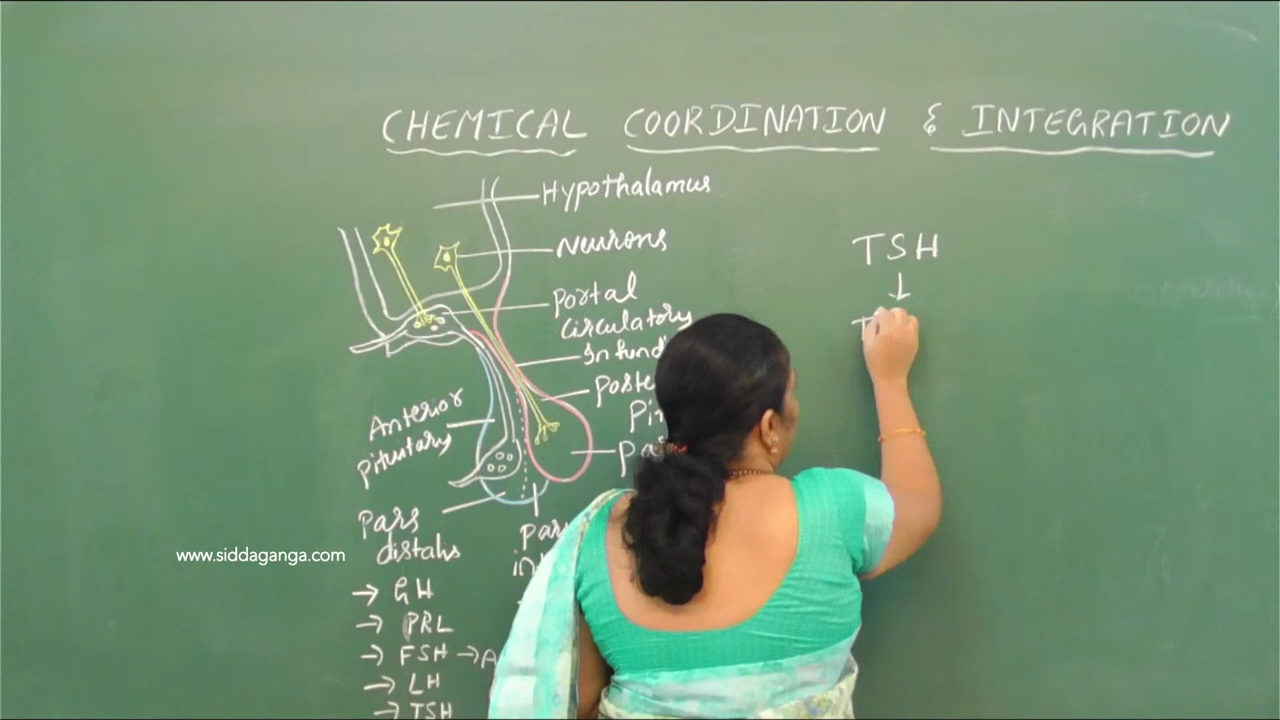 CHEMICAL COORDINATION & INTEGRATION
Hypothalamus
Neurons
TSH
↓
T
Portal
Circulatory
Anterior
pituitary
Pars
distalis
www.siddaganga.com
→ GH
→ PRL
→ FSH → A
→ LH
→ TSH